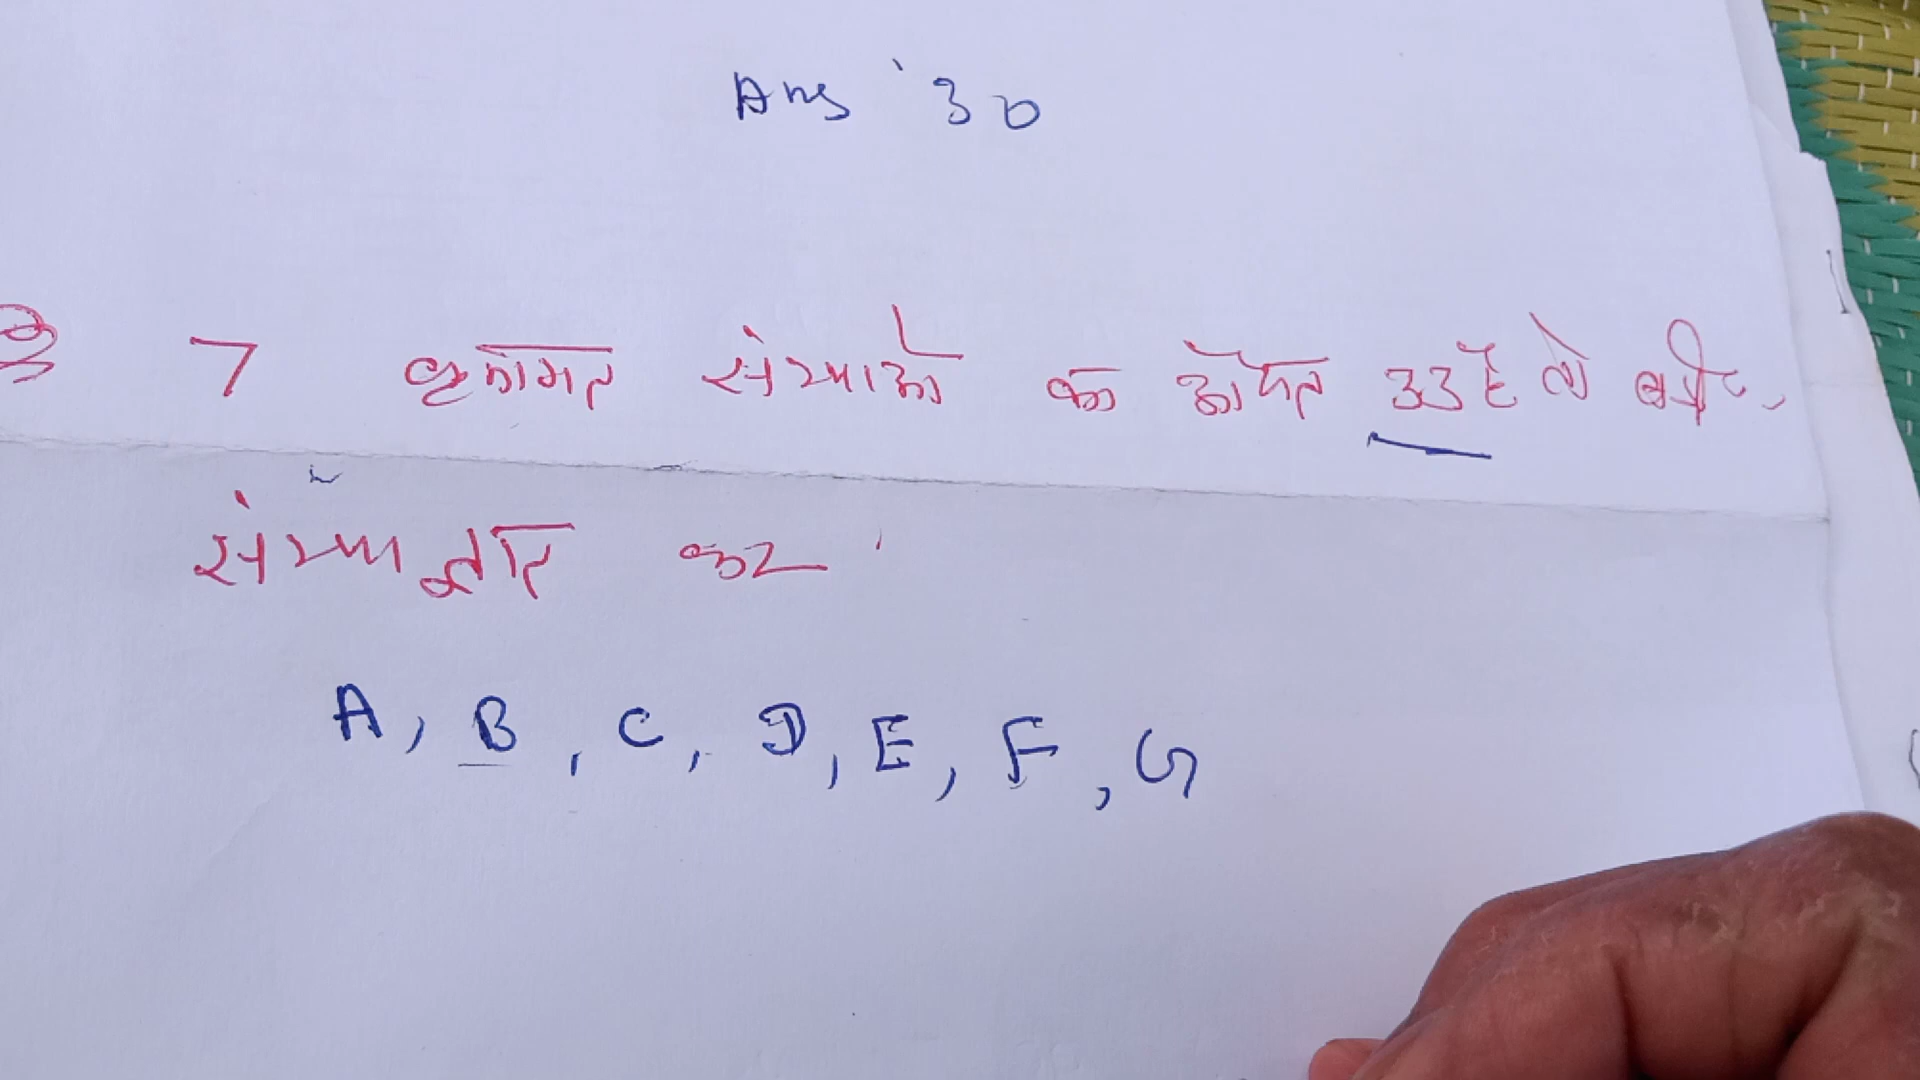 Ans 30
7 क्रमागत संख्याओं का औसत 33 है तो बड़ी
संख्या ज्ञात कर
A, B, C, D, E, F, G